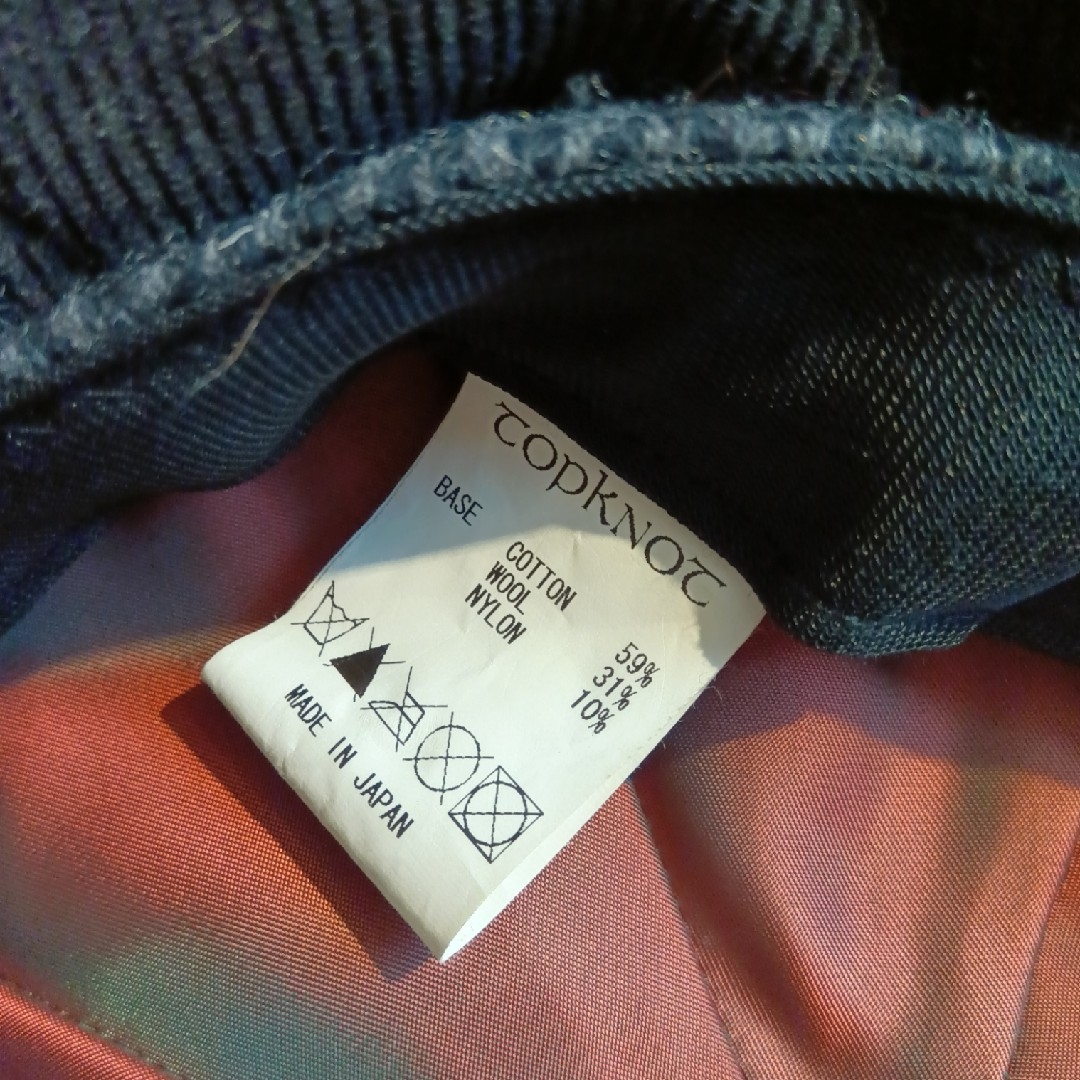 TOPKNOT
BASE
COTTON 59%
WOOL 31%
NYLON 10%
MADE IN JAPAN